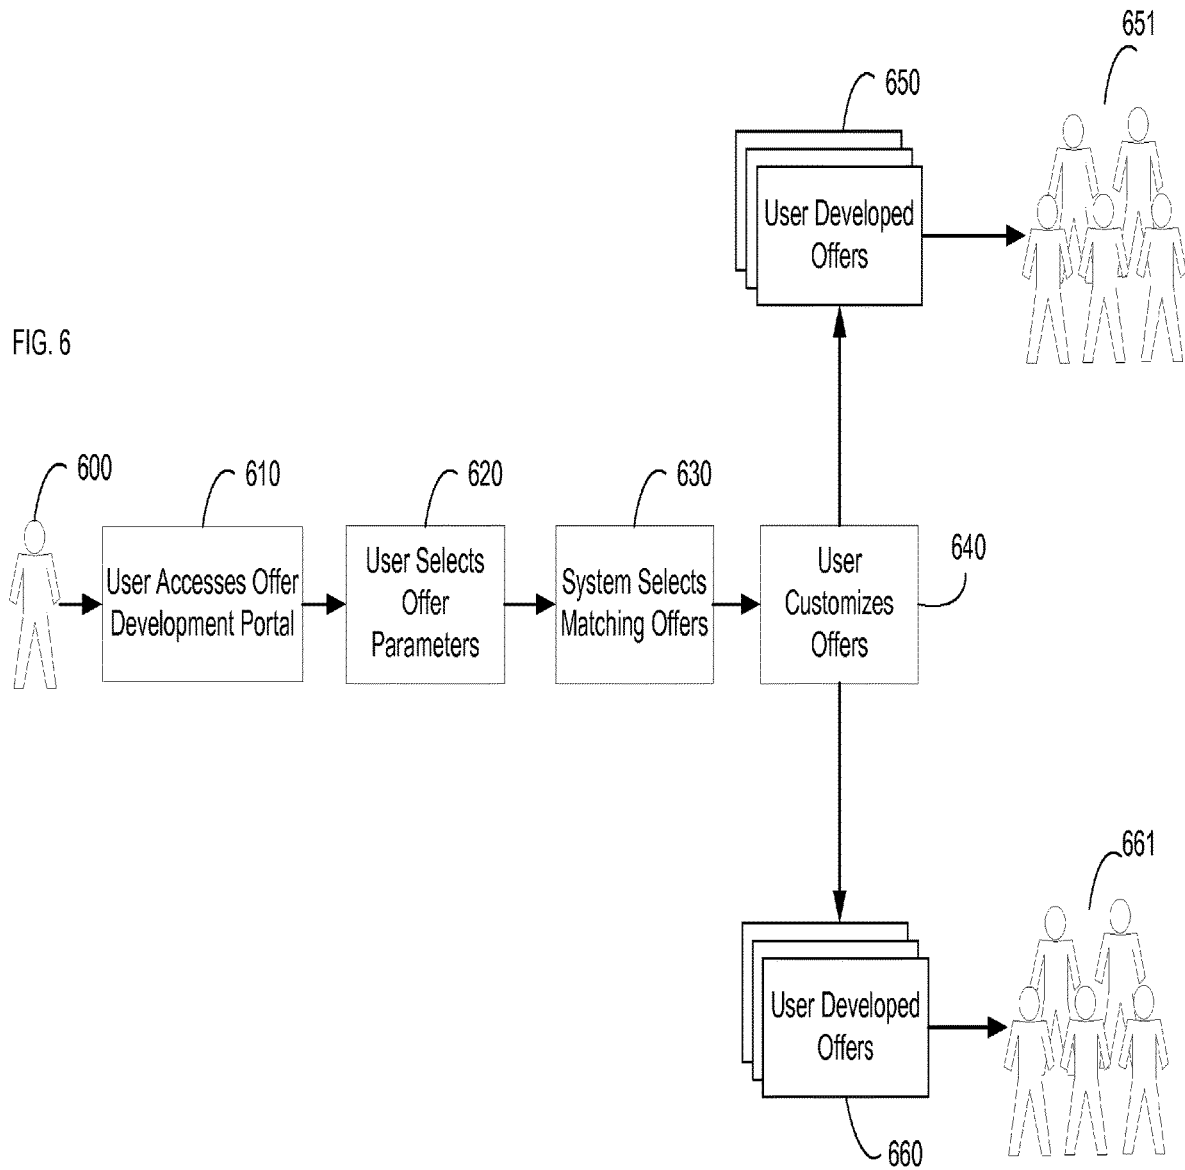 651
650
User Developed
Offers
FIG. 6
600
610
620
630
640
User Accesses Offer
Development Portal
User Selects
Offer
Parameters
System Selects
Matching Offers
User
Customizes
Offers
661
User Developed
Offers
660